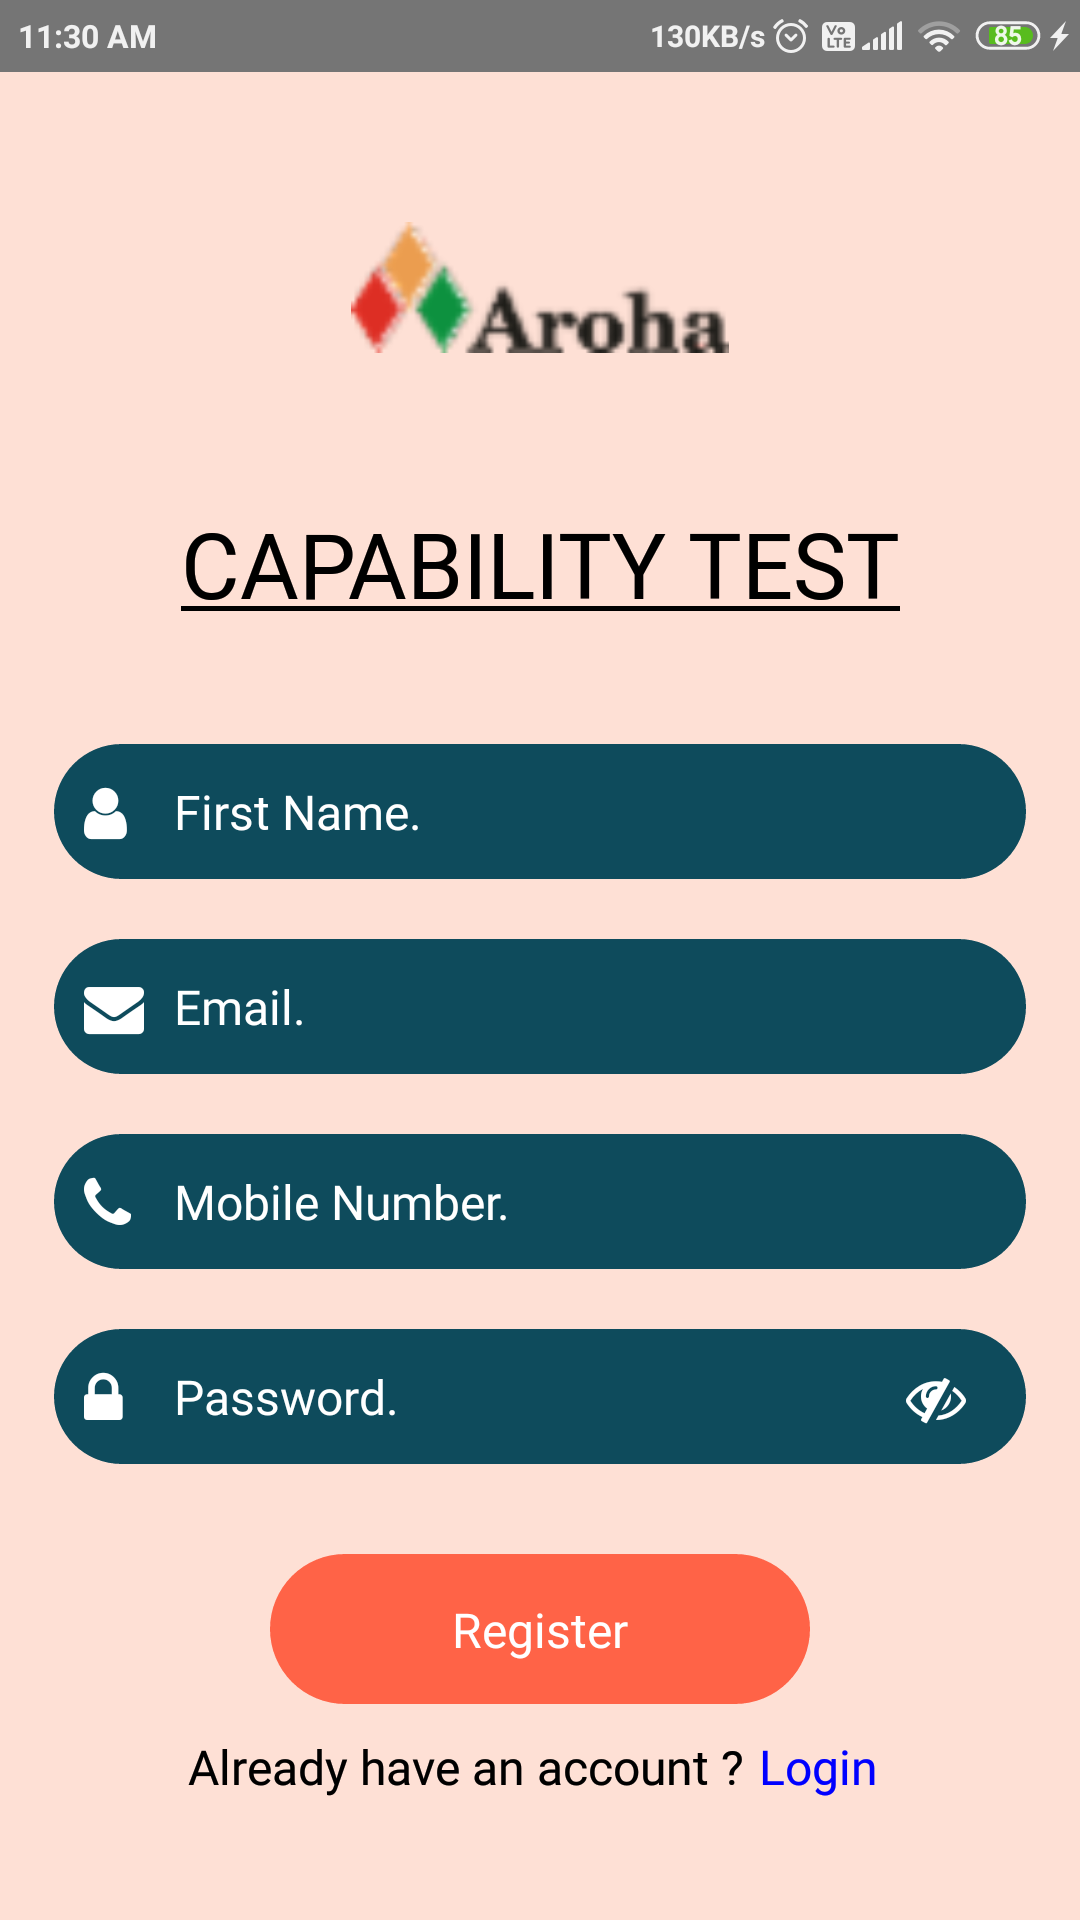 11:30 AM 130KB/s Vo LTE 85
Aroha
CAPABILITY TEST
First Name.
Email.
Mobile Number.
Password.
Register
Already have an account ? Login